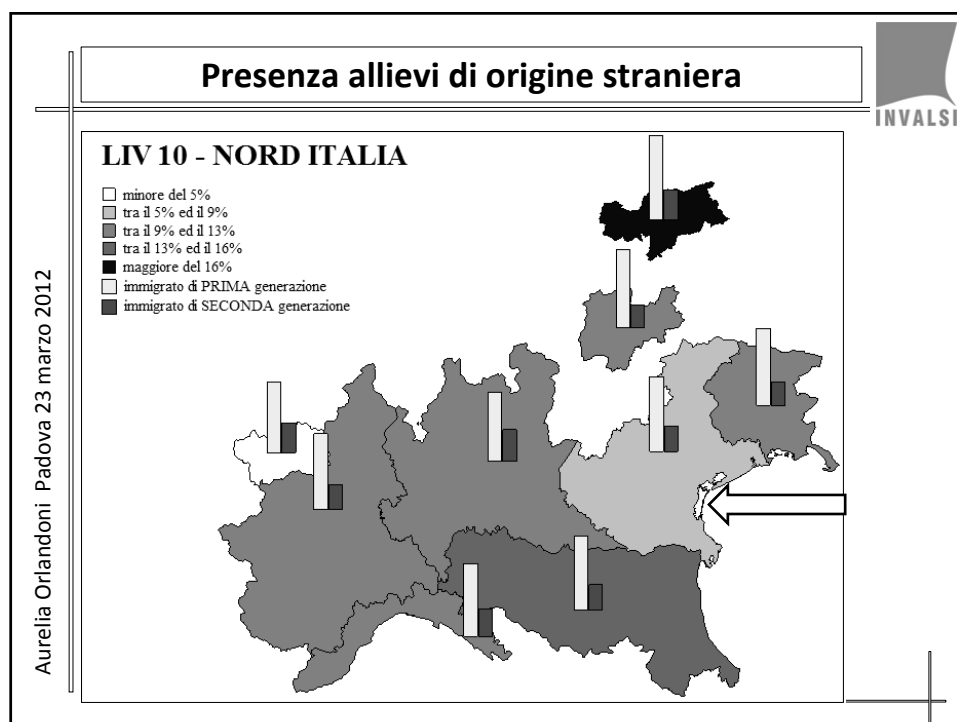 Presenza allievi di origine straniera
INVALSI
LIV 10 - NORD ITALIA
minore del 5%
tra il 5% ed il 9%
tra il 9% ed il 13%
tra il 13% ed il 16%
maggiore del 16%
immigrato di PRIMA generazione
immigrato di SECONDA generazione
Aurelia Orlandoni Padova 23 marzo 2012